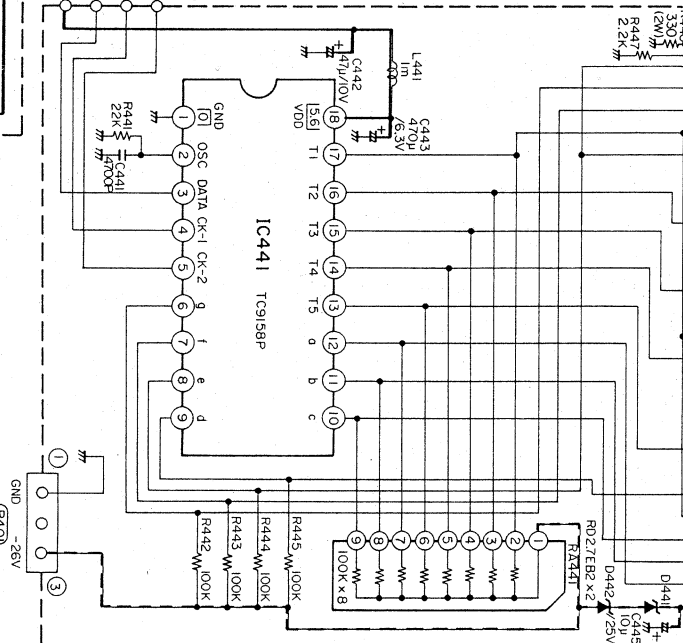 330
(2W)
R447
2.2K
L441
1m
C442
47μ/10V
C443
470μ
/6.3V
GND
0
1
R441
22K
C441
4700P
OSC
2
DATA
3
CK-1
4
CK-2
5
g
6
f
7
e
8
d
9
IC441
TC9158P
5.6
VDD
18
T1
17
T2
16
T3
15
T4
14
T5
13
a
12
b
11
c
10
R442
100K
R443
100K
R444
100K
R445
100K
9
8
7
6
5
4
3
2
1
100K×8
RA441
RD27EB2×2
D442
D441
C445
10μ
/25V
1
GND
-26V
3